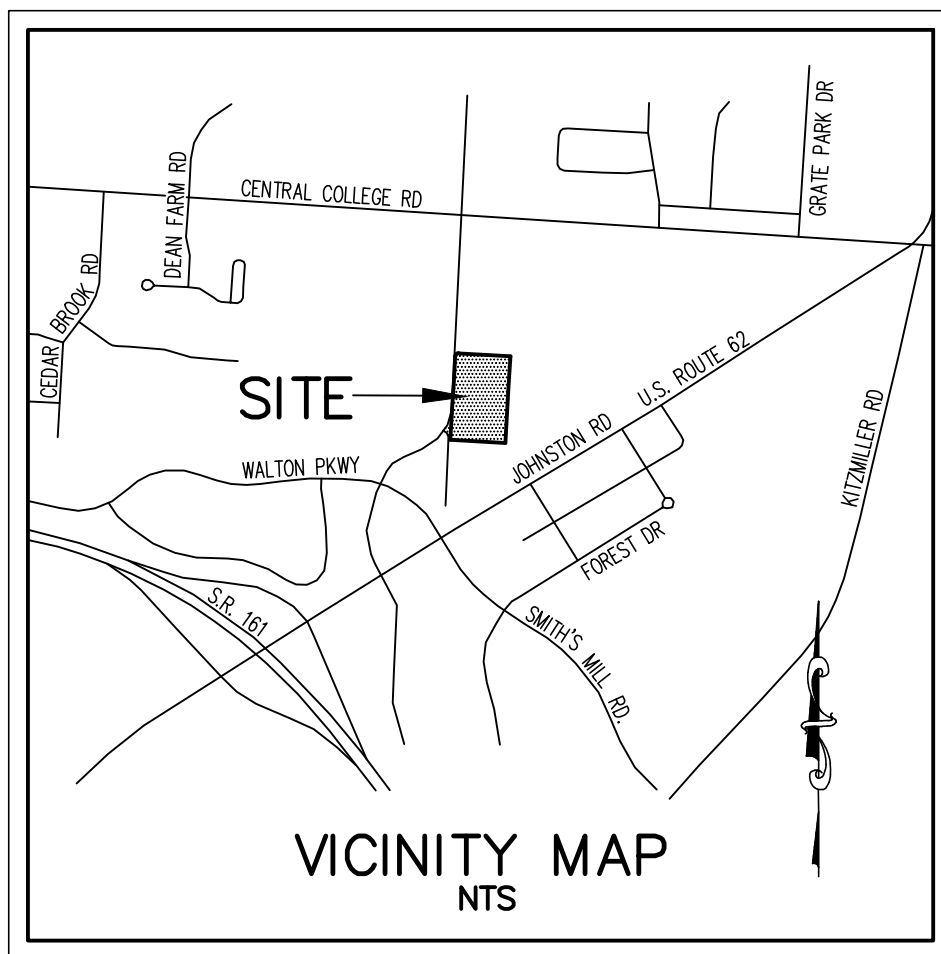 GRATE PARK DR
DEAN FARM RD
CENTRAL COLLEGE RD
BROOK RD
CEDAR
U.S. ROUTE 62
SITE
JOHNSTON RD
KITZMILLER RD
WALTON PKWY
FOREST DR
S.R. 161
SMITH'S MILL RD.
VICINITY MAP
NTS